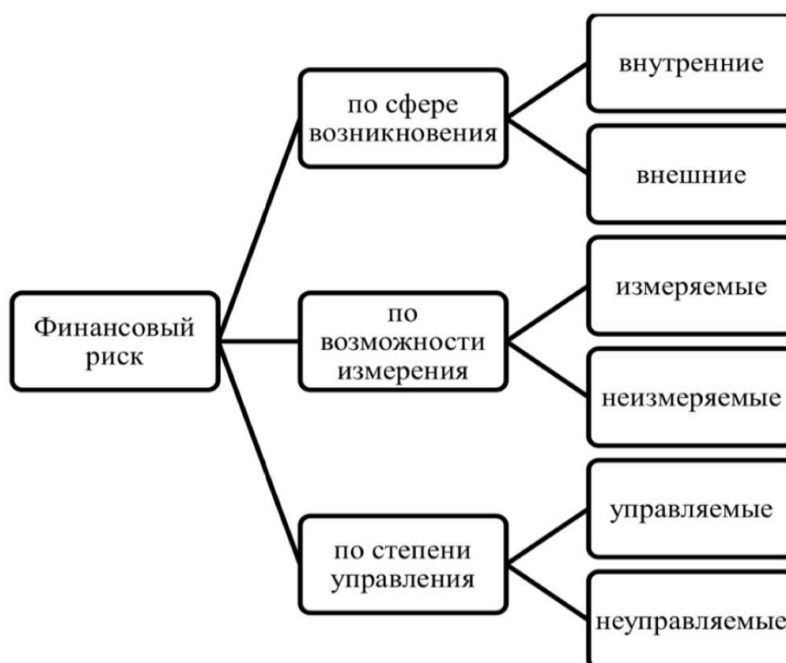 внутренние
по сфере
возникновения
внешние
Финансовый
риск
по
возможности
измерения
измеряемые
неизмеряемые
по степени
управления
управляемые
неуправляемые